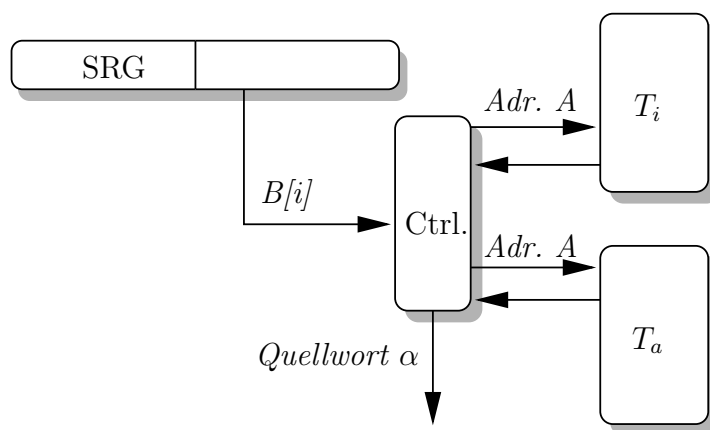 SRG
Adr. A
T_i
B[i]
Ctrl.
Adr. A
T_a
Quellwort α